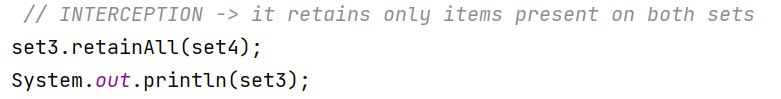 // INTERCEPTION -> it retains only items present on both sets
set3.retainAll(set4);
System.out.println(set3);